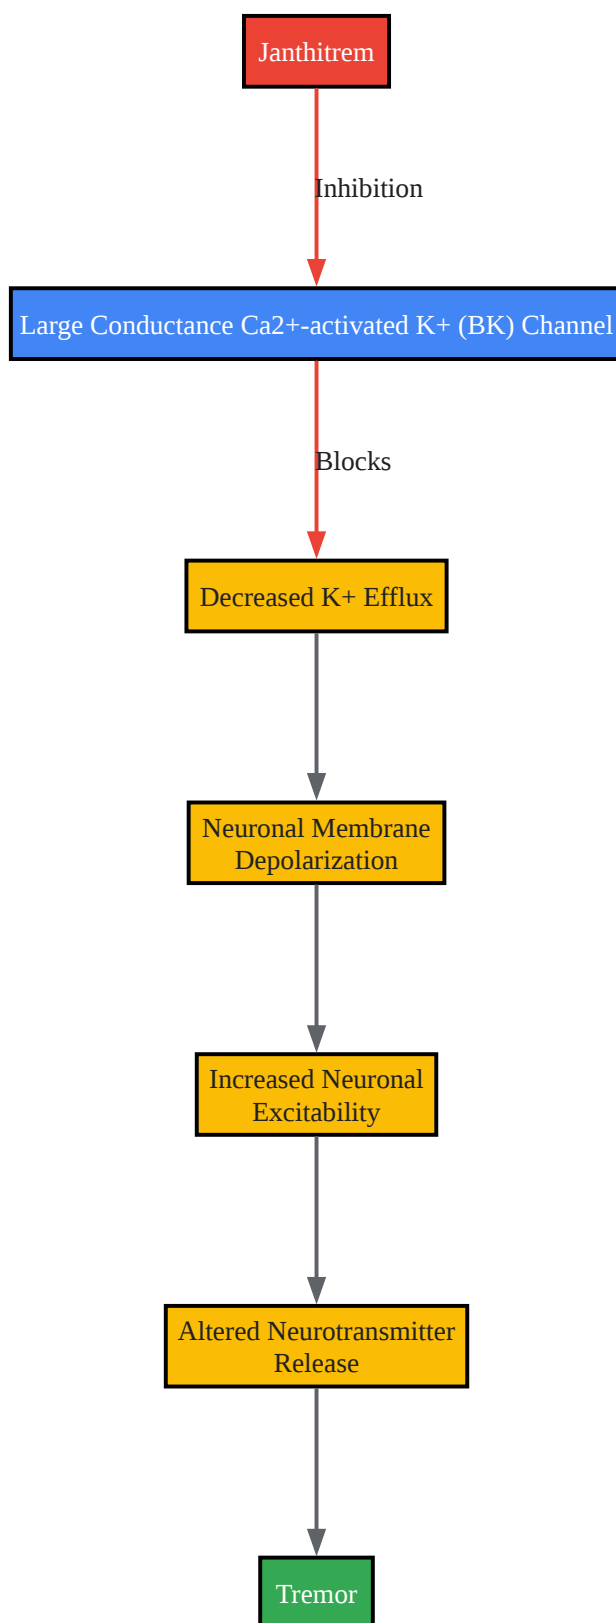 Janthitrem
Inhibition
Large Conductance Ca2+-activated K+ (BK) Channel
Blocks
Decreased K+ Efflux
Neuronal Membrane
Depolarization
Increased Neuronal
Excitability
Altered Neurotransmitter
Release
Tremor